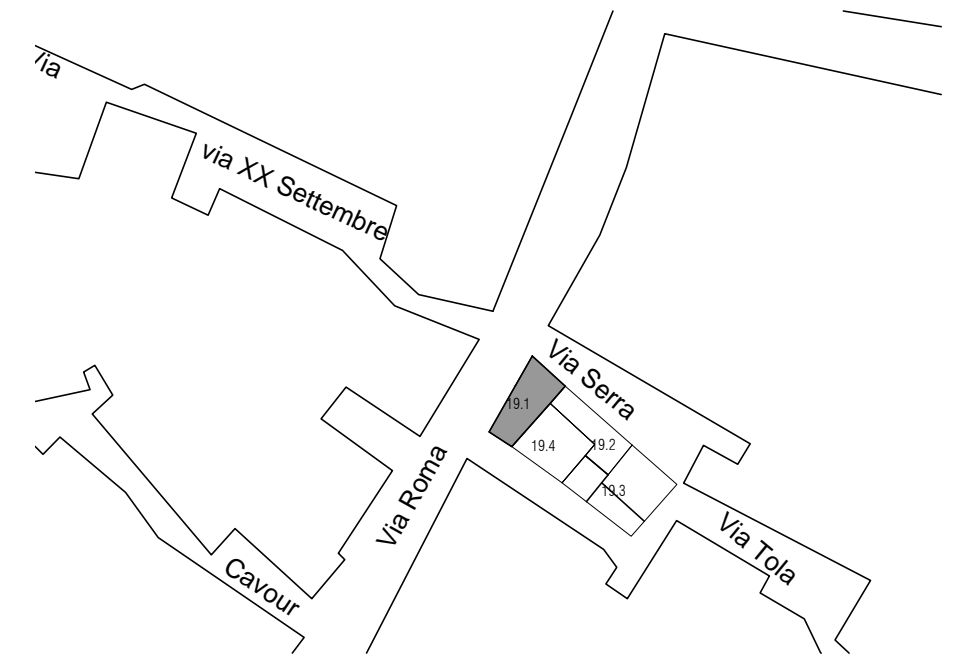 Via
via XX Settembre
Via Serra
19.1
19.4
19.2
19.3
Via Roma
Via Tola
Cavour